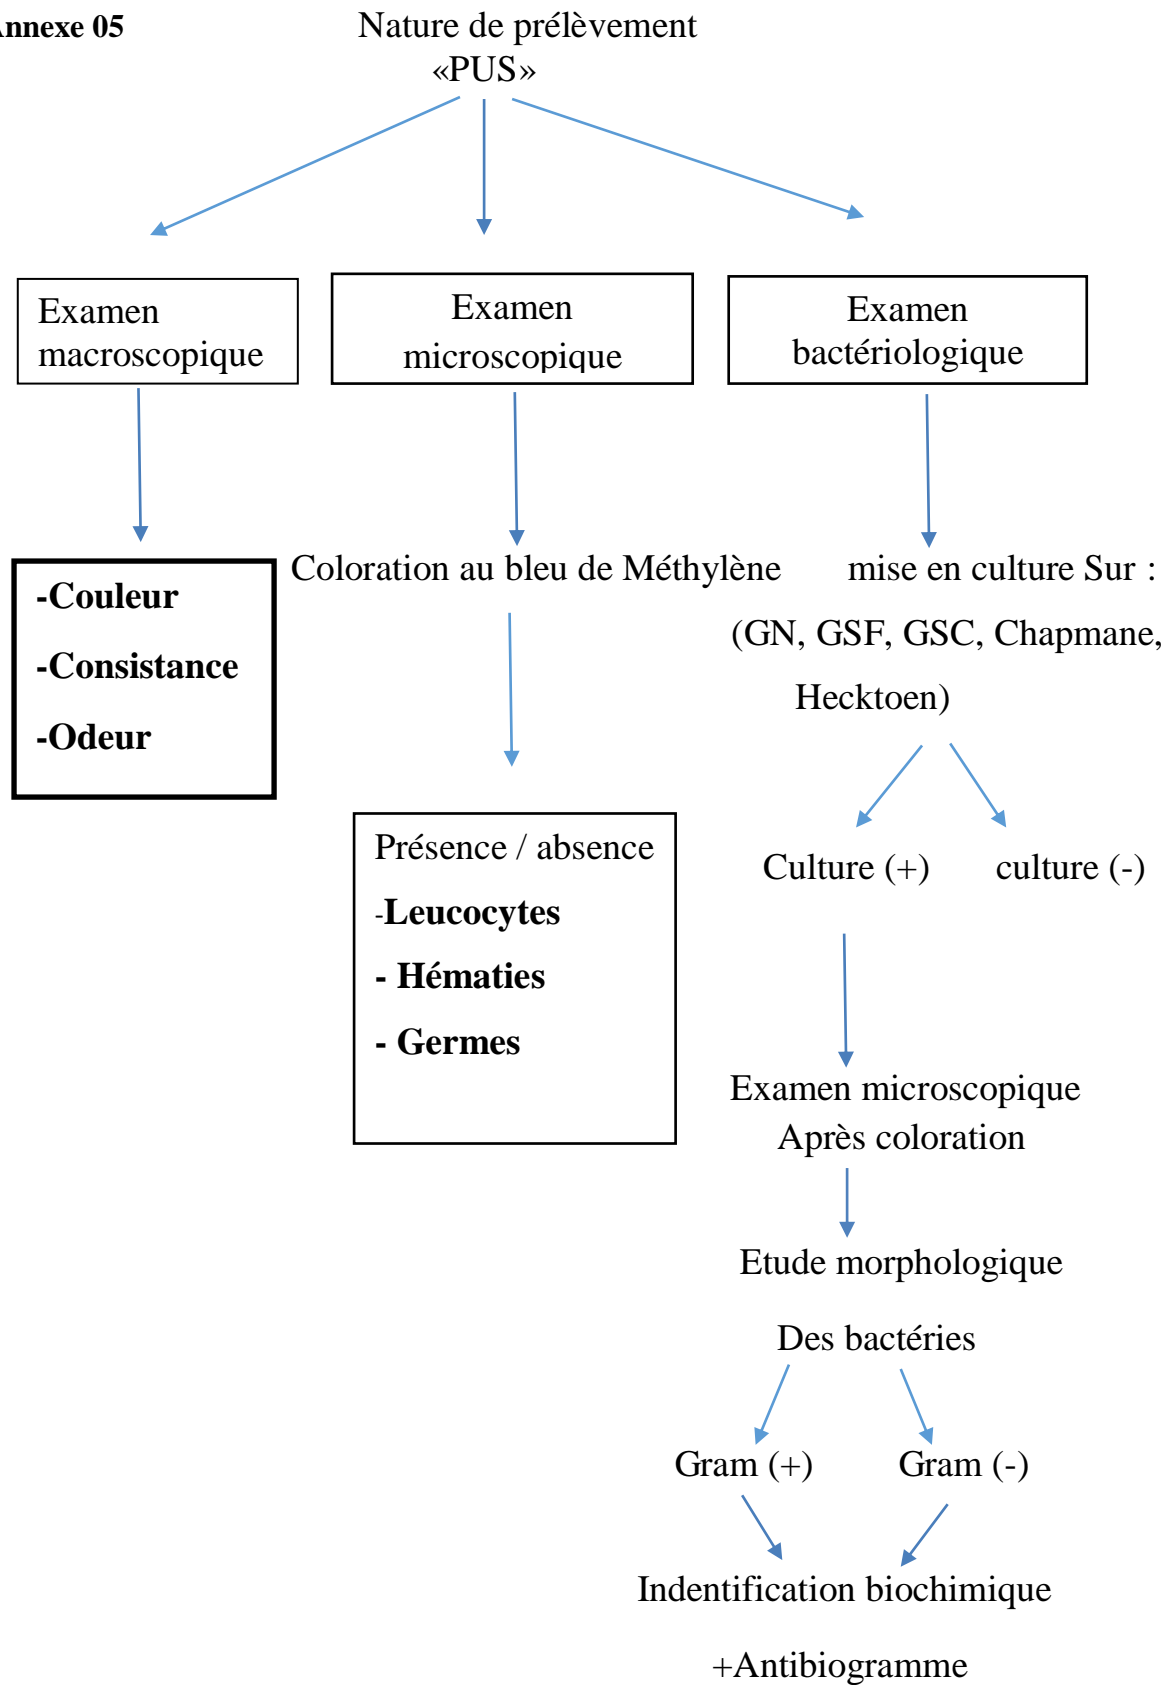 Annexe 05
Nature de prélèvement
«PUS»
Examen
macroscopique
Examen
microscopique
Examen
bactériologique
-Couleur
-Consistance
-Odeur
Coloration au bleu de Méthylène
Présence / absence
-Leucocytes
- Hématies
- Germes
mise en culture Sur :
(GN, GSF, GSC, Chapmane,
Hecktoen)
Culture (+) culture (-)
Examen microscopique
Après coloration
Etude morphologique
Des bactéries
Gram (+) Gram (-)
Indentification biochimique
+Antibiogramme